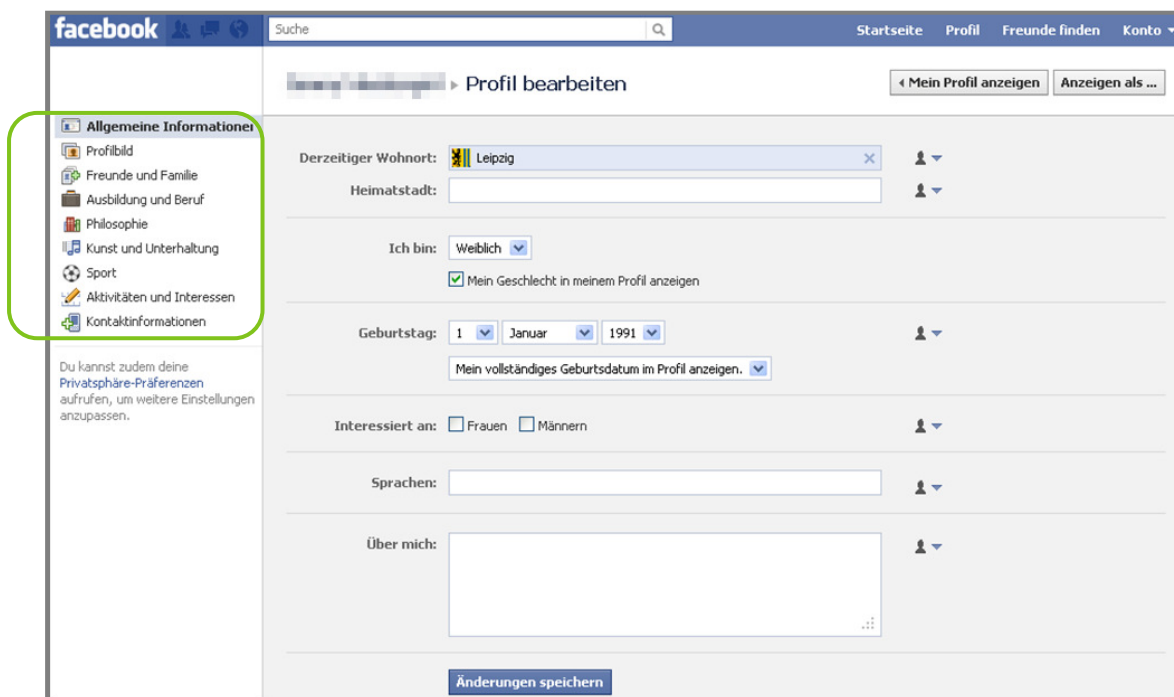 facebook
Suche
Startseite Profil Freunde finden Konto
Profil bearbeiten
Mein Profil anzeigen
Anzeigen als ...
Allgemeine Informationen
Profilbild
Freunde und Familie
Ausbildung und Beruf
Philosophie
Kunst und Unterhaltung
Sport
Aktivitäten und Interessen
Kontaktinformationen
Du kannst zudem deine
Privatsphäre-Präferenzen
aufrufen, um weitere Einstellungen
anzupassen.
Derzeitiger Wohnort: Leipzig
Heimatstadt:
Ich bin: Weiblich
Mein Geschlecht in meinem Profil anzeigen
Geburtstag: 1 Januar 1991
Mein vollständiges Geburtsdatum im Profil anzeigen.
Interessiert an: Frauen Männern
Sprachen:
Über mich:
Änderungen speichern